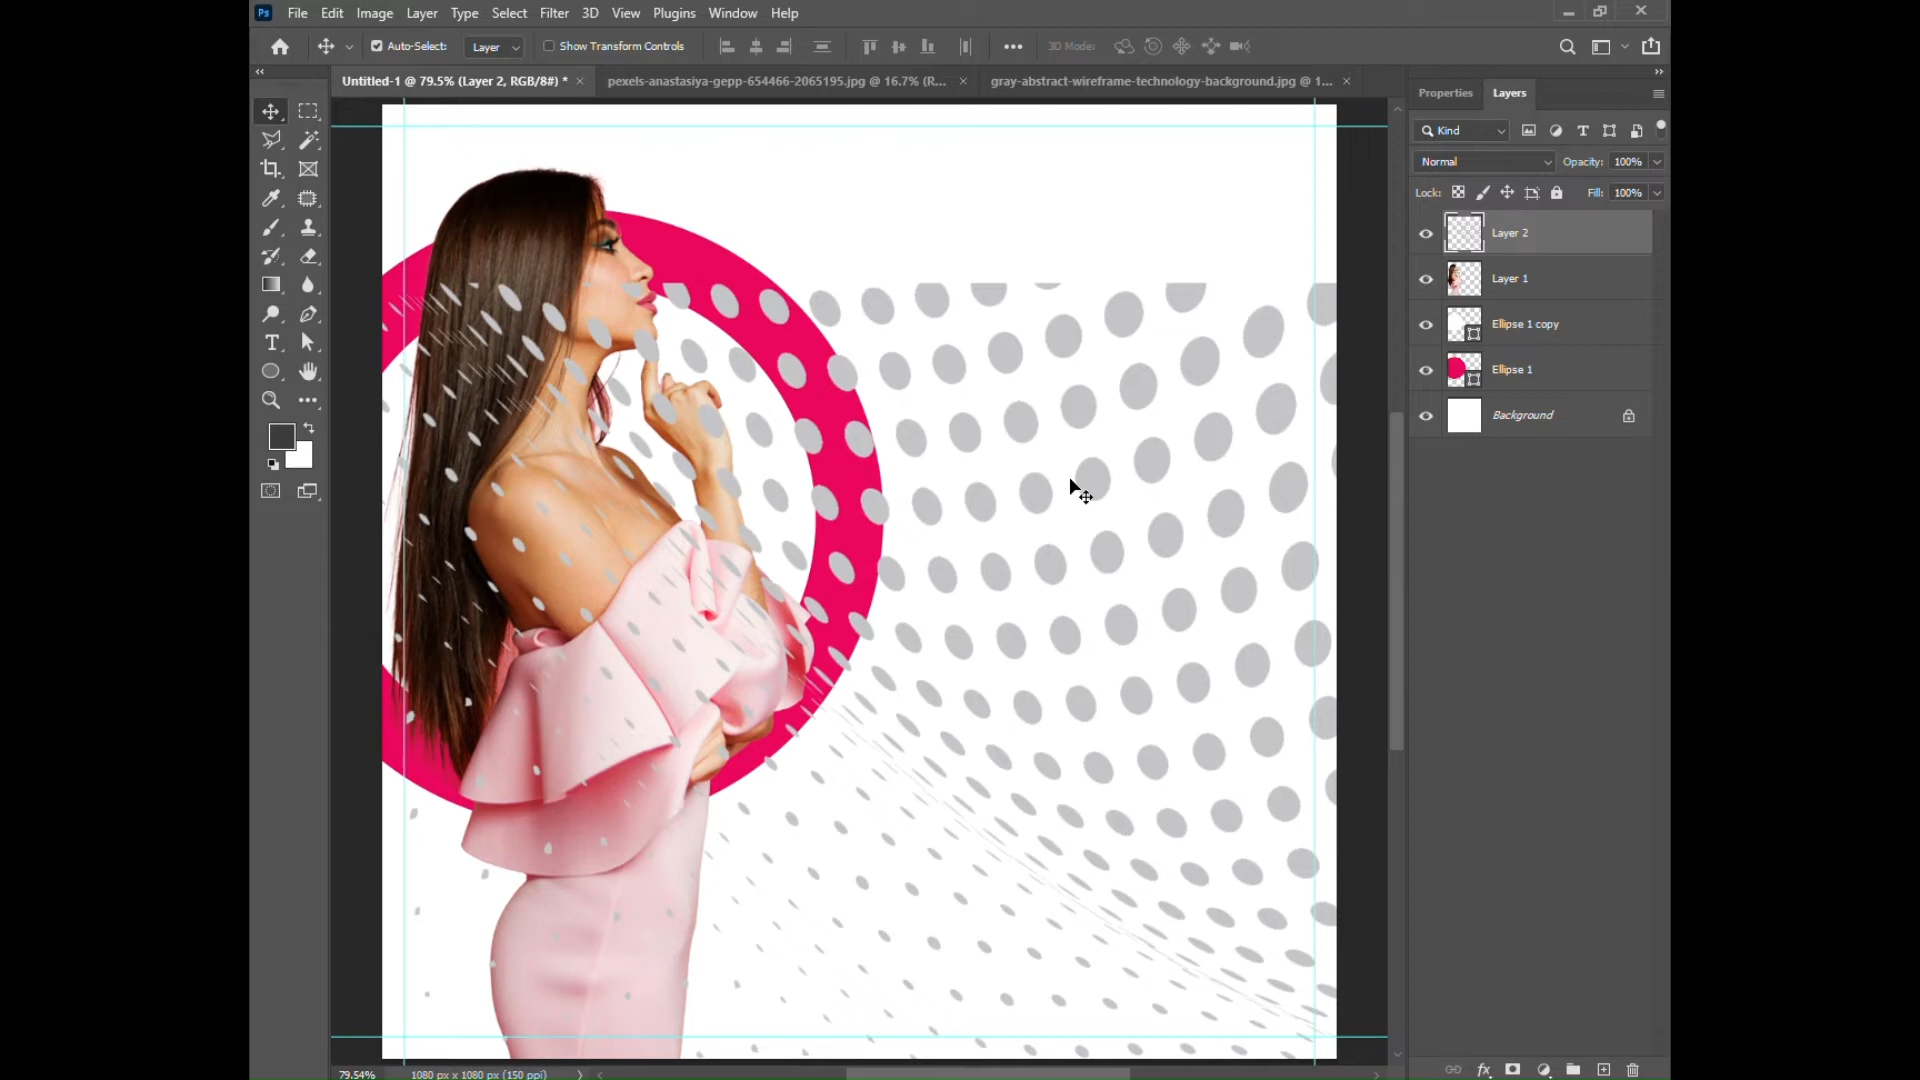 Ps File Edit Image Layer Type Select Filter 3D View Plugins Window Help
Auto-Select: Layer Show Transform Controls 3D Mode:
Untitled-1 @ 79.5% (Layer 2, RGB/8#) * pexels-anastasiya-gepp-654466-2065195.jpg @ 16.7% (R... gray-abstract-wireframe-technology-background.jpg @ 1...
Properties Layers
Kind
Normal Opacity: 100%
Lock: Fill: 100%
Layer 2
Layer 1
Ellipse 1 copy
Ellipse 1
Background
79.54% 1080 px x 1080 px (150 ppi)